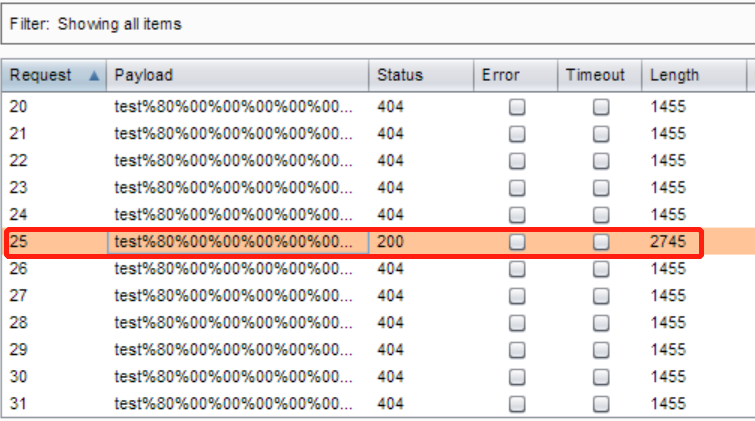 Filter: Showing all items
Request Payload Status Error Timeout Length
20 test%80%00%00%00%00%00... 404 1455
21 test%80%00%00%00%00%00... 404 1455
22 test%80%00%00%00%00%00... 404 1455
23 test%80%00%00%00%00%00... 404 1455
24 test%80%00%00%00%00%00... 404 1455
25 test%80%00%00%00%00%00... 200 2745
26 test%80%00%00%00%00%00... 404 1455
27 test%80%00%00%00%00%00... 404 1455
28 test%80%00%00%00%00%00... 404 1455
29 test%80%00%00%00%00%00... 404 1455
30 test%80%00%00%00%00%00... 404 1455
31 test%80%00%00%00%00%00... 404 1455